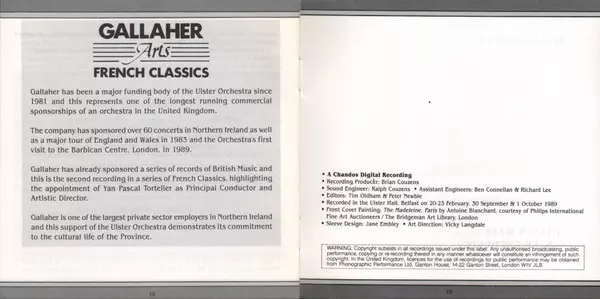 GALLAHER
Arts
FRENCH CLASSICS
Gallaher has been a major funding body of the Ulster Orchestra since
1981 and this represents one of the longest running commercial
sponsorships of an orchestra in the United Kingdom.
The company has sponsored over 60 concerts in Northern Ireland as well
as a major tour of England and Wales in 1983 and the Orchestra's first
visit to the Barbican Centre, London, in 1989.
Gallaher has already sponsored a series of records of British Music and
this is the second recording in a series of French Classics, highlighting
the appointment of Yan Pascal Tortelier as Principal Conductor and
Artistic Director.
Gallaher is one of the largest private sector employers in Northern Ireland
and this support of the Ulster Orchestra demonstrates its commitment
to the cultural life of the Province.
18
• A Chandos Digital Recording
• Recording Producer: Brian Couzens
• Sound Engineer: Ralph Couzens • Assistant Engineers: Ben Connellan & Richard Lee
• Editors: Tim Oldham & Peter Newble
• Recorded in the Ulster Hall, Belfast on 20-23 February, 30 September & 1 October 1989
• Front Cover Painting, The Madeleine, Paris by Antoine Blanchard, courtesy of Philips International
Fine Art Auctioneers / The Bridgeman Art Library, London
• Sleeve Design: Jane Embley • Art Direction: Vicky Langdale
WARNING: Copyright subsists in all recordings issued under this label. Any unauthorised broadcasting, public
performance, copying or re-recording thereof in any manner whatsoever will constitute an infringement of such
copyright. In the United Kingdom, licences for the use of recordings for public performance may be obtained
from Phonographic Performance Ltd, Ganton House, 14-22 Ganton Street, London W1V 1LB.
19